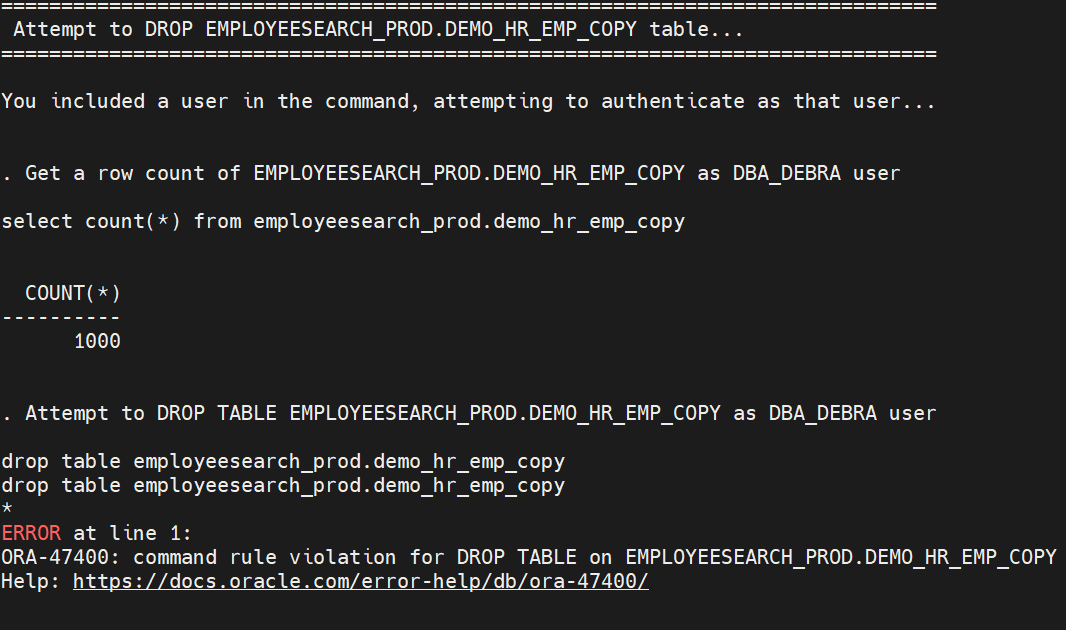 ==============================================================================
Attempt to DROP EMPLOYEESEARCH_PROD.DEMO_HR_EMP_COPY table...
==============================================================================
You included a user in the command, attempting to authenticate as that user...
. Get a row count of EMPLOYEESEARCH_PROD.DEMO_HR_EMP_COPY as DBA_DEBRA user
select count(*) from employeesearch_prod.demo_hr_emp_copy
COUNT(*)
----------
1000
. Attempt to DROP TABLE EMPLOYEESEARCH_PROD.DEMO_HR_EMP_COPY as DBA_DEBRA user
drop table employeesearch_prod.demo_hr_emp_copy
drop table employeesearch_prod.demo_hr_emp_copy
*
ERROR at line 1:
ORA-47400: command rule violation for DROP TABLE on EMPLOYEESEARCH_PROD.DEMO_HR_EMP_COPY
Help: https://docs.oracle.com/error-help/db/ora-47400/